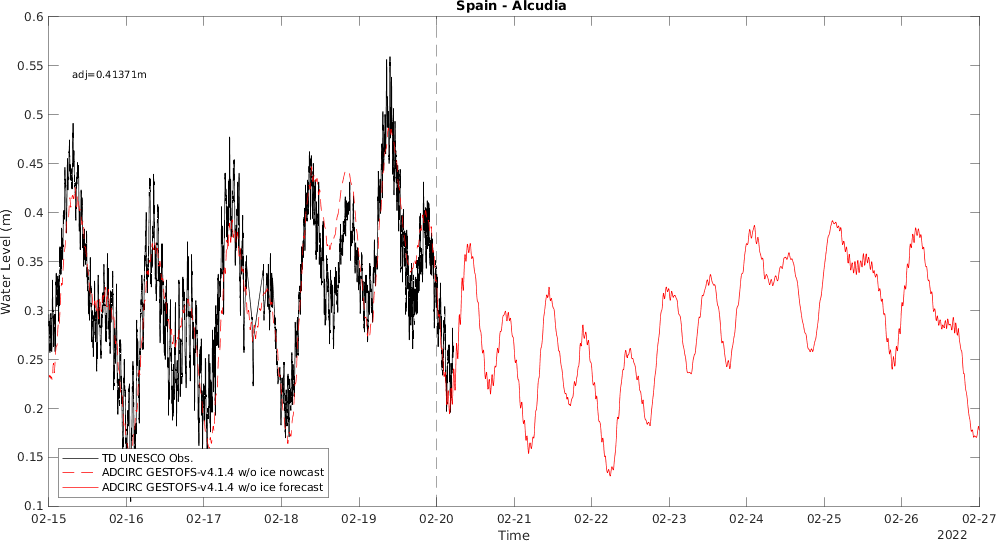 Spain - Alcudia
adj=0.41371m
Water Level (m)
0.6
0.55
0.5
0.45
0.4
0.35
0.3
0.25
0.2
0.15
0.1
TD UNESCO Obs.
ADCIRC GESTOFS-v4.1.4 w/o ice nowcast
ADCIRC GESTOFS-v4.1.4 w/o ice forecast
02-15 02-16 02-17 02-18 02-19 02-20 02-21 02-22 02-23 02-24 02-25 02-26 02-27
Time
2022